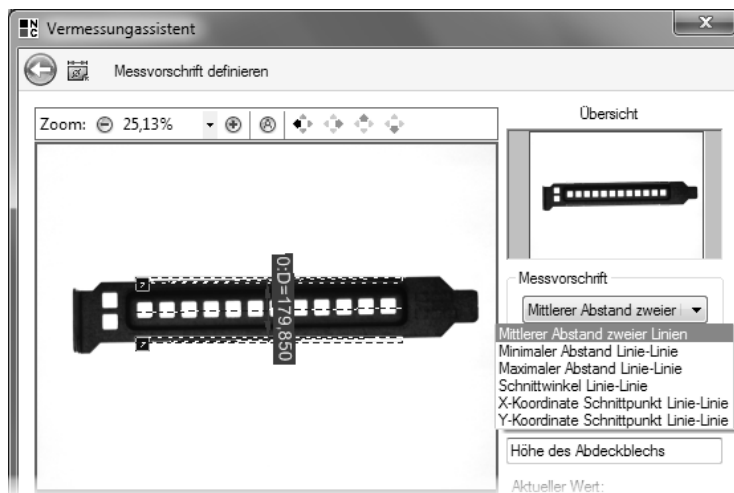 NC Vermessungassistent
X
Messvorschrift definieren
Zoom: 25,13%
Übersicht
0:D=179,850
Messvorschrift
Mittlerer Abstand zweier
Mittlerer Abstand zweier Linien
Minimaler Abstand Linie-Linie
Maximaler Abstand Linie-Linie
Schnittwinkel Linie-Linie
X-Koordinate Schnittpunkt Linie-Linie
Y-Koordinate Schnittpunkt Linie-Linie
Höhe des Abdeckblechs
Aktueller Wert: